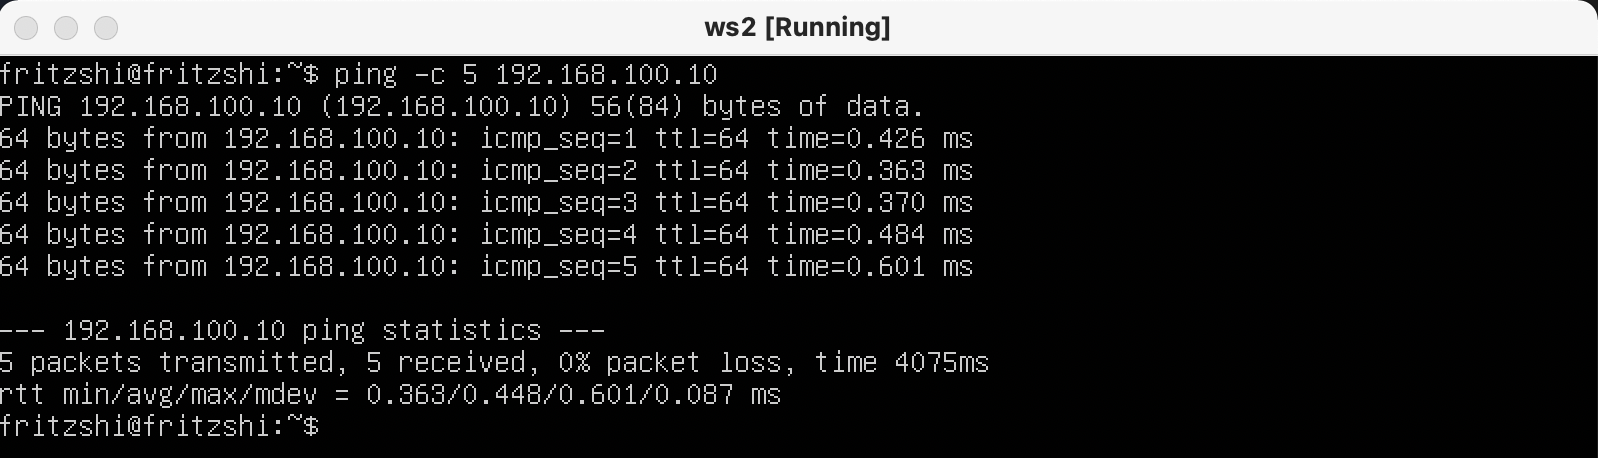 ws2 [Running]
fritzshi@fritzshi:~$ ping -c 5 192.168.100.10
PING 192.168.100.10 (192.168.100.10) 56(84) bytes of data.
64 bytes from 192.168.100.10: icmp_seq=1 ttl=64 time=0.426 ms
64 bytes from 192.168.100.10: icmp_seq=2 ttl=64 time=0.363 ms
64 bytes from 192.168.100.10: icmp_seq=3 ttl=64 time=0.370 ms
64 bytes from 192.168.100.10: icmp_seq=4 ttl=64 time=0.484 ms
64 bytes from 192.168.100.10: icmp_seq=5 ttl=64 time=0.601 ms
--- 192.168.100.10 ping statistics ---
5 packets transmitted, 5 received, 0% packet loss, time 4075ms
rtt min/avg/max/mdev = 0.363/0.448/0.601/0.087 ms
fritzshi@fritzshi:~$